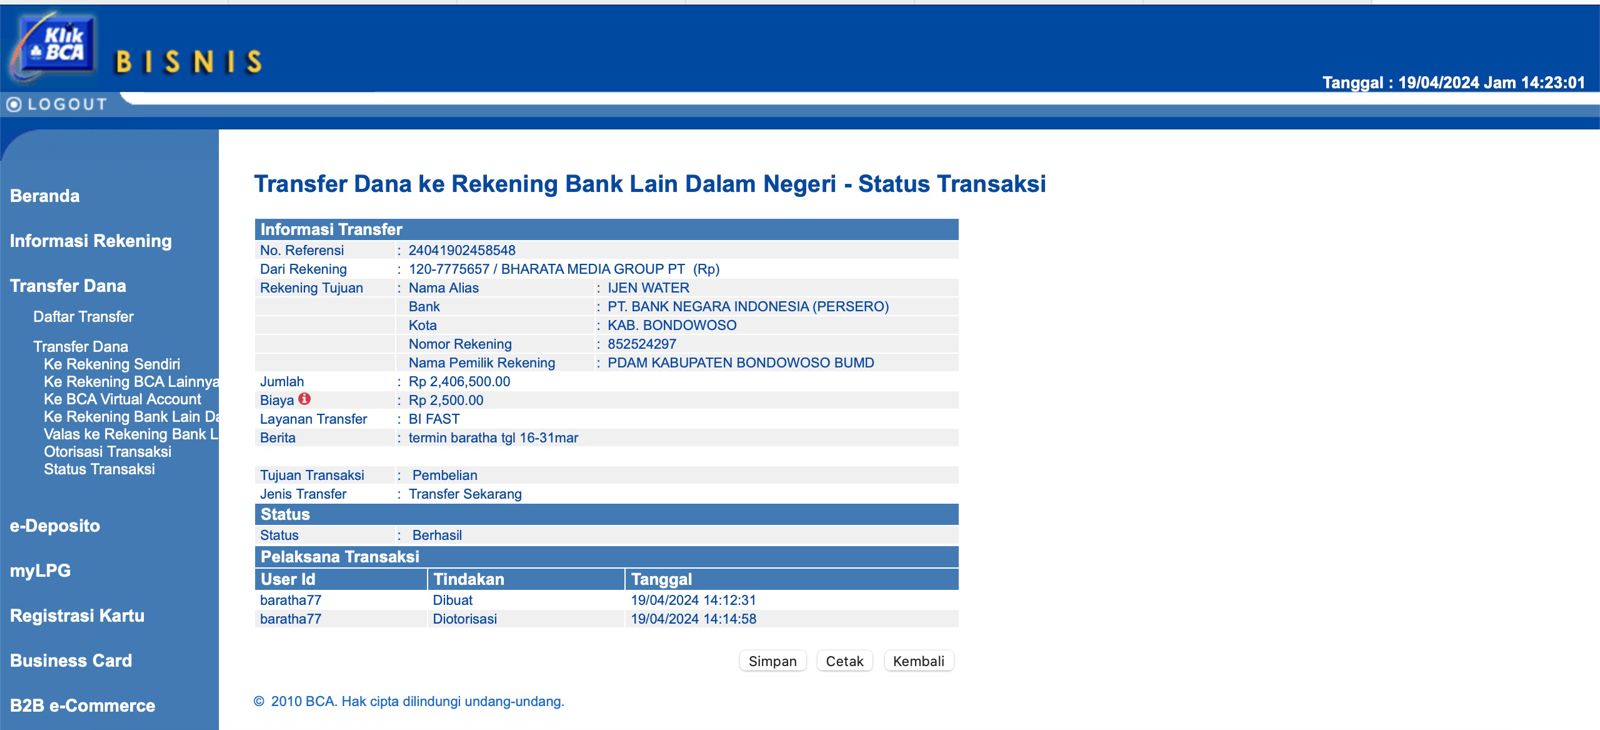 Klik
BCA
BISNIS
Tanggal : 19/04/2024 Jam 14:23:01
LOGOUT
Beranda
Informasi Rekening
Transfer Dana
Daftar Transfer
Transfer Dana
Ke Rekening Sendiri
Ke Rekening BCA Lainnya
Ke BCA Virtual Account
Ke Rekening Bank Lain Da
Valas ke Rekening Bank L
Otorisasi Transaksi
Status Transaksi
e-Deposito
myLPG
Registrasi Kartu
Business Card
B2B e-Commerce
Transfer Dana ke Rekening Bank Lain Dalam Negeri - Status Transaksi
Informasi Transfer
No. Referensi : 24041902458548
Dari Rekening : 120-7775657 / BHARATA MEDIA GROUP PT (Rp)
Rekening Tujuan : Nama Alias : IJEN WATER
Bank : PT. BANK NEGARA INDONESIA (PERSERO)
Kota : KAB. BONDOWOSO
Nomor Rekening : 852524297
Nama Pemilik Rekening : PDAM KABUPATEN BONDOWOSO BUMD
Jumlah : Rp 2,406,500.00
Biaya : Rp 2,500.00
Layanan Transfer : BI FAST
Berita : termin baratha tgl 16-31mar
Tujuan Transaksi : Pembelian
Jenis Transfer : Transfer Sekarang
Status
Status : Berhasil
Pelaksana Transaksi
User Id Tindakan Tanggal
baratha77 Dibuat 19/04/2024 14:12:31
baratha77 Diotorisasi 19/04/2024 14:14:58
Simpan Cetak Kembali
© 2010 BCA. Hak cipta dilindungi undang-undang.